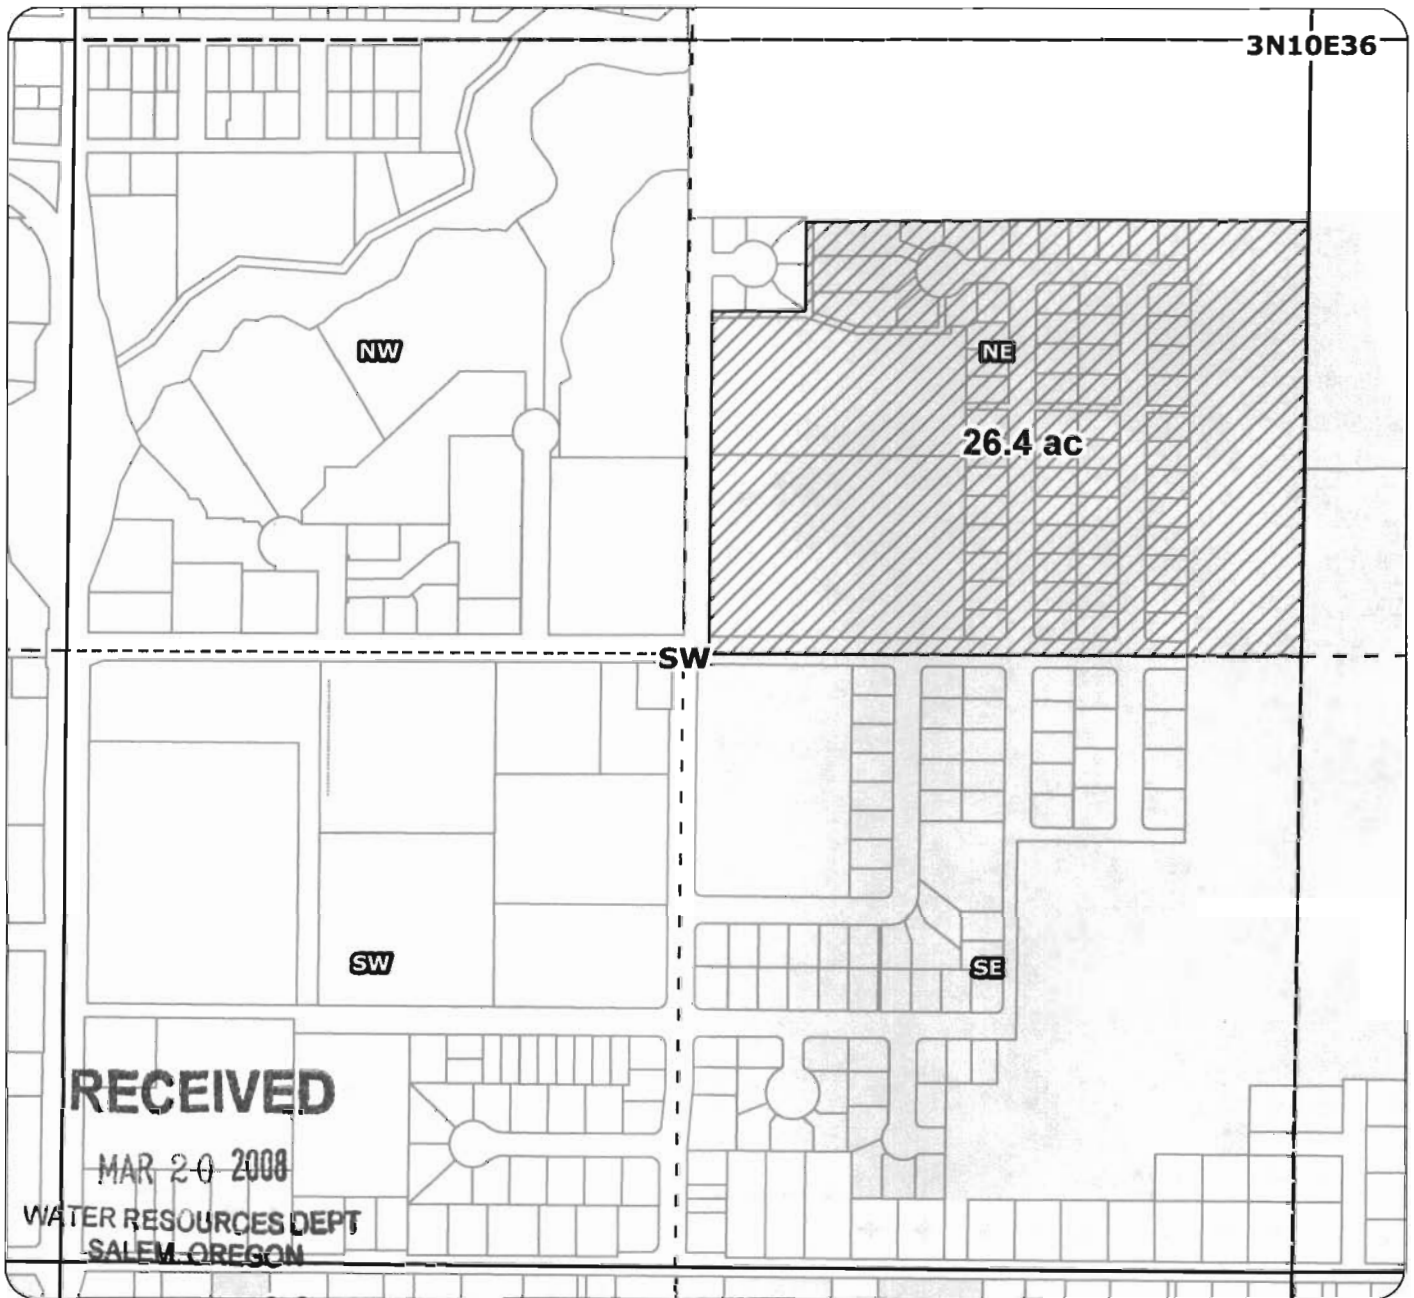 3N10E36
NW
NE
26.4 ac
SW
SW
SE
RECEIVED
MAR 20 2008
WATER RESOURCES DEPT
SALEM, OREGON